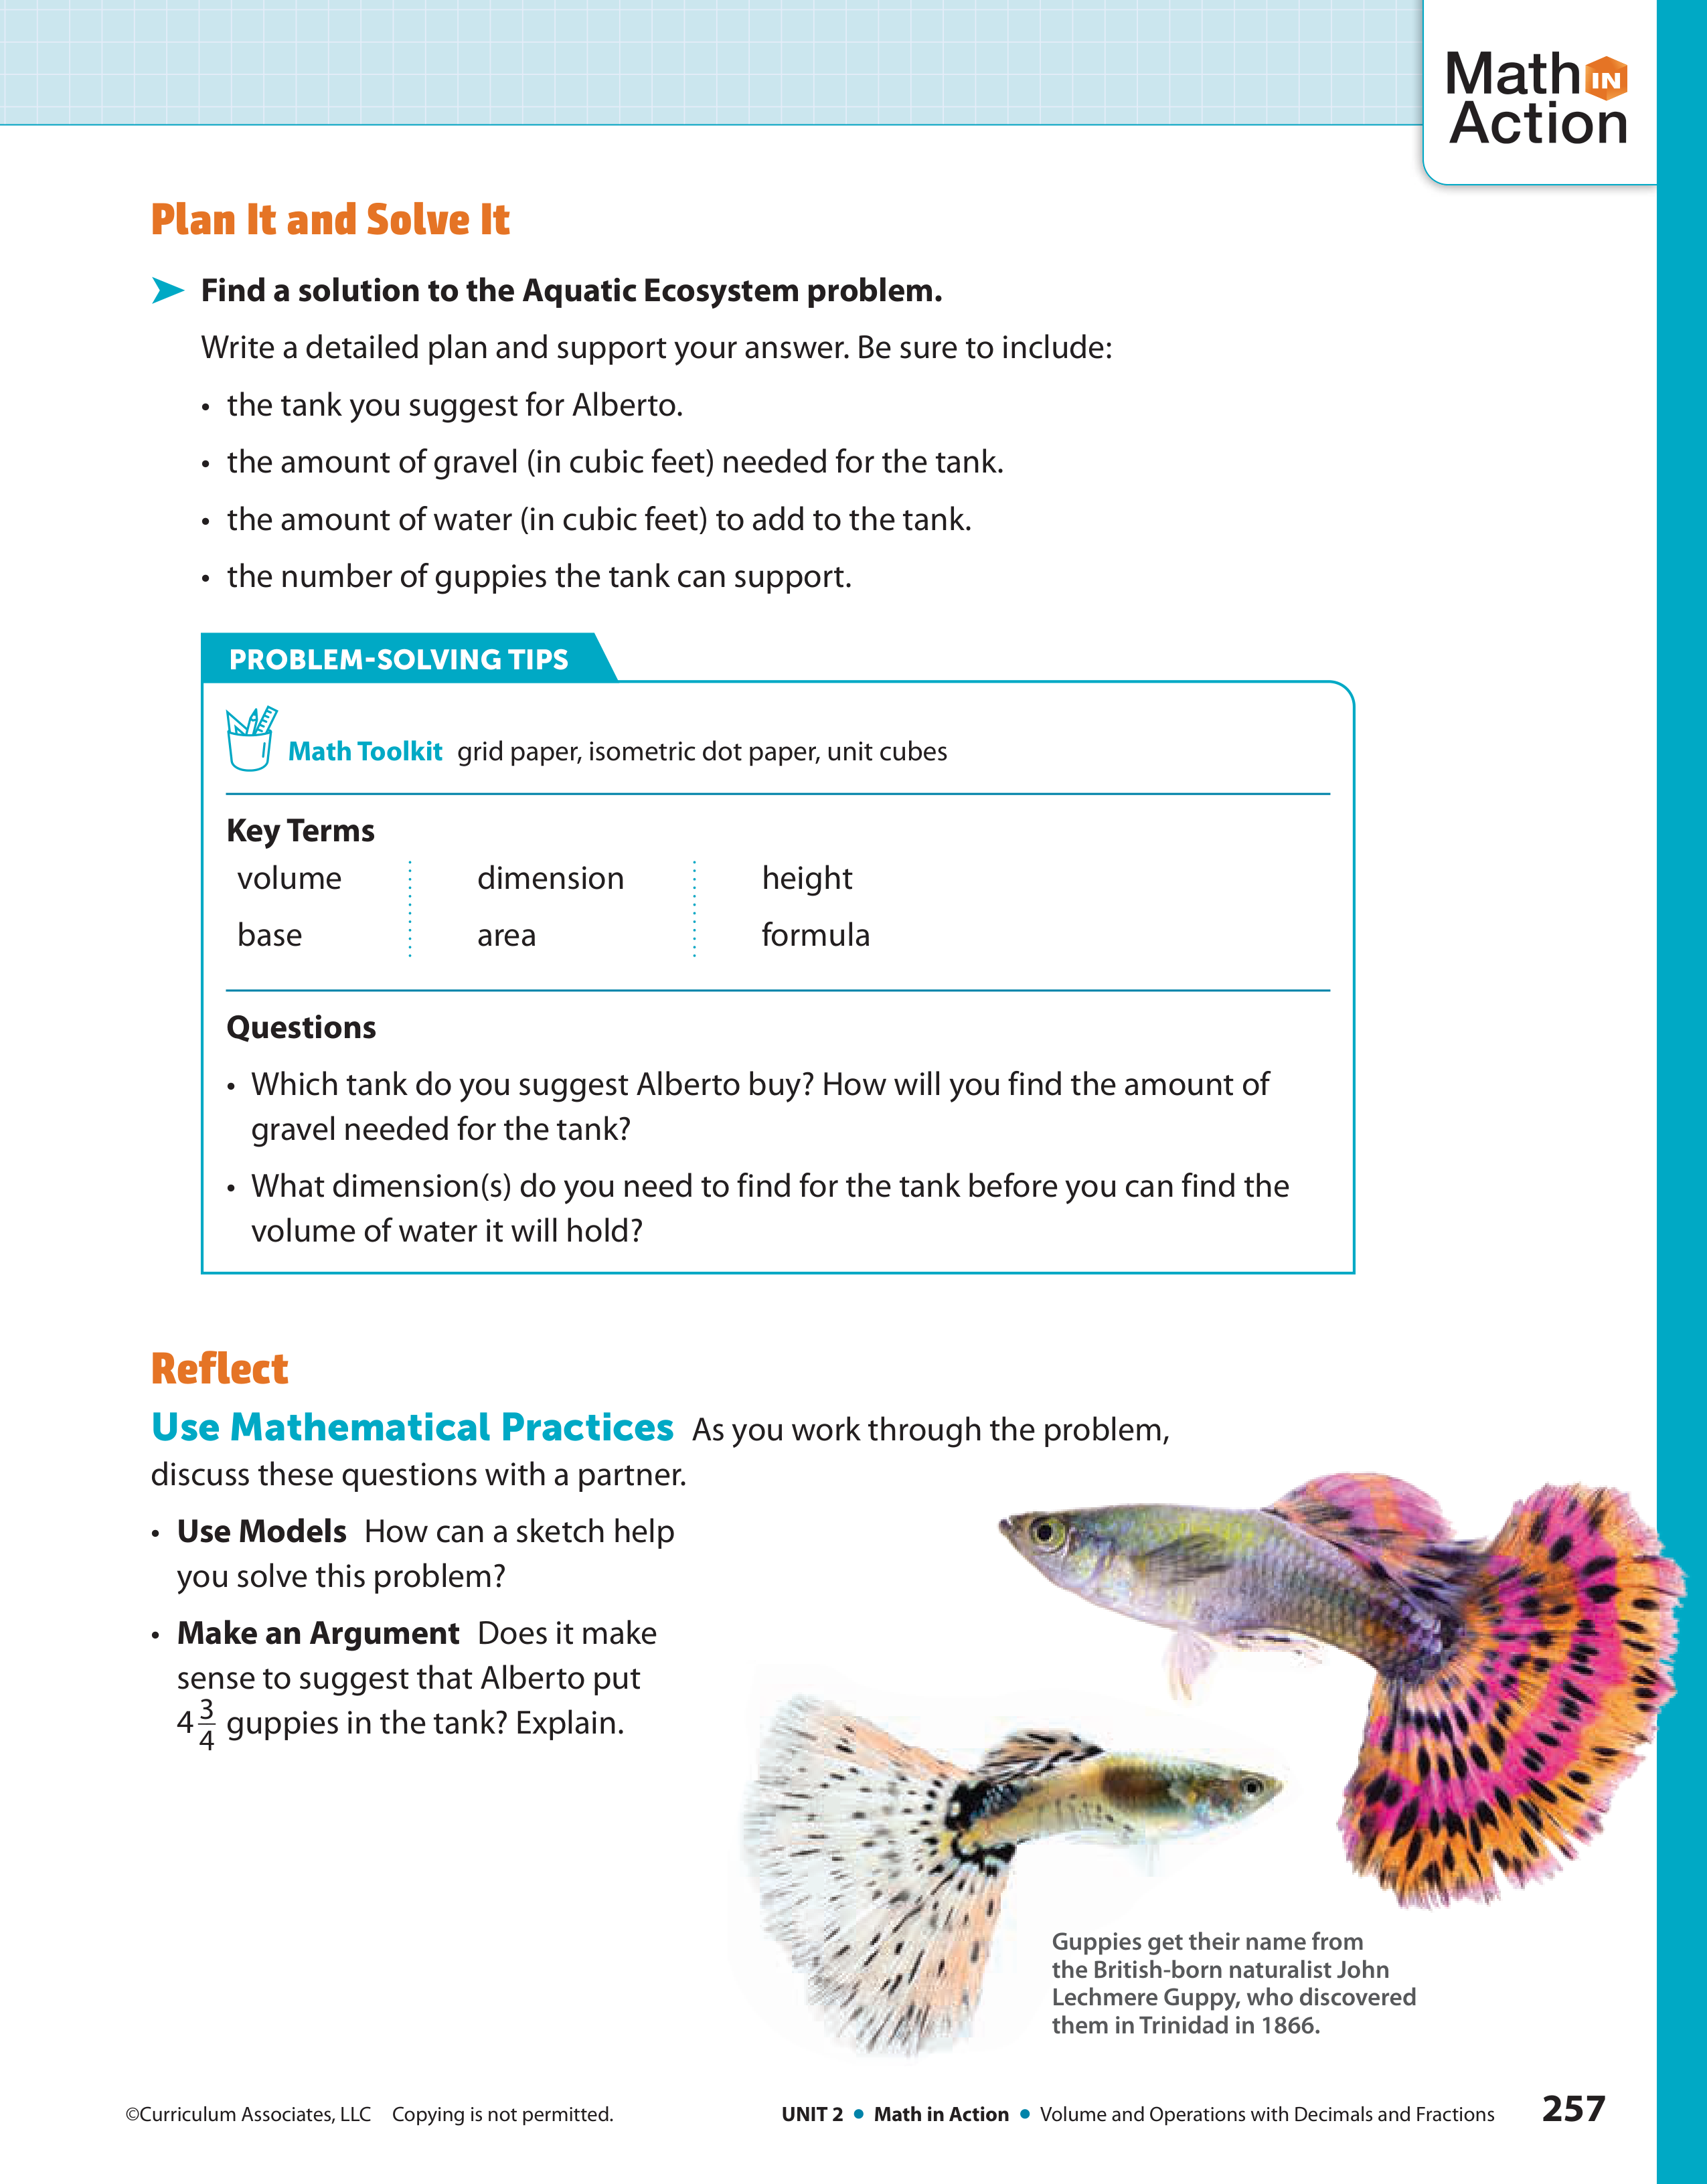 Math IN
Action
Plan It and Solve It
Find a solution to the Aquatic Ecosystem problem.
Write a detailed plan and support your answer. Be sure to include:
• the tank you suggest for Alberto.
• the amount of gravel (in cubic feet) needed for the tank.
• the amount of water (in cubic feet) to add to the tank.
• the number of guppies the tank can support.
PROBLEM-SOLVING TIPS
Math Toolkit grid paper, isometric dot paper, unit cubes
Key Terms
volume dimension height
base area formula
Questions
• Which tank do you suggest Alberto buy? How will you find the amount of
gravel needed for the tank?
• What dimension(s) do you need to find for the tank before you can find the
volume of water it will hold?
Reflect
Use Mathematical Practices As you work through the problem,
discuss these questions with a partner.
• Use Models How can a sketch help
you solve this problem?
• Make an Argument Does it make
sense to suggest that Alberto put
4 3/4 guppies in the tank? Explain.
Guppies get their name from
the British-born naturalist John
Lechmere Guppy, who discovered
them in Trinidad in 1866.
©Curriculum Associates, LLC Copying is not permitted.
UNIT 2 • Math in Action • Volume and Operations with Decimals and Fractions 257